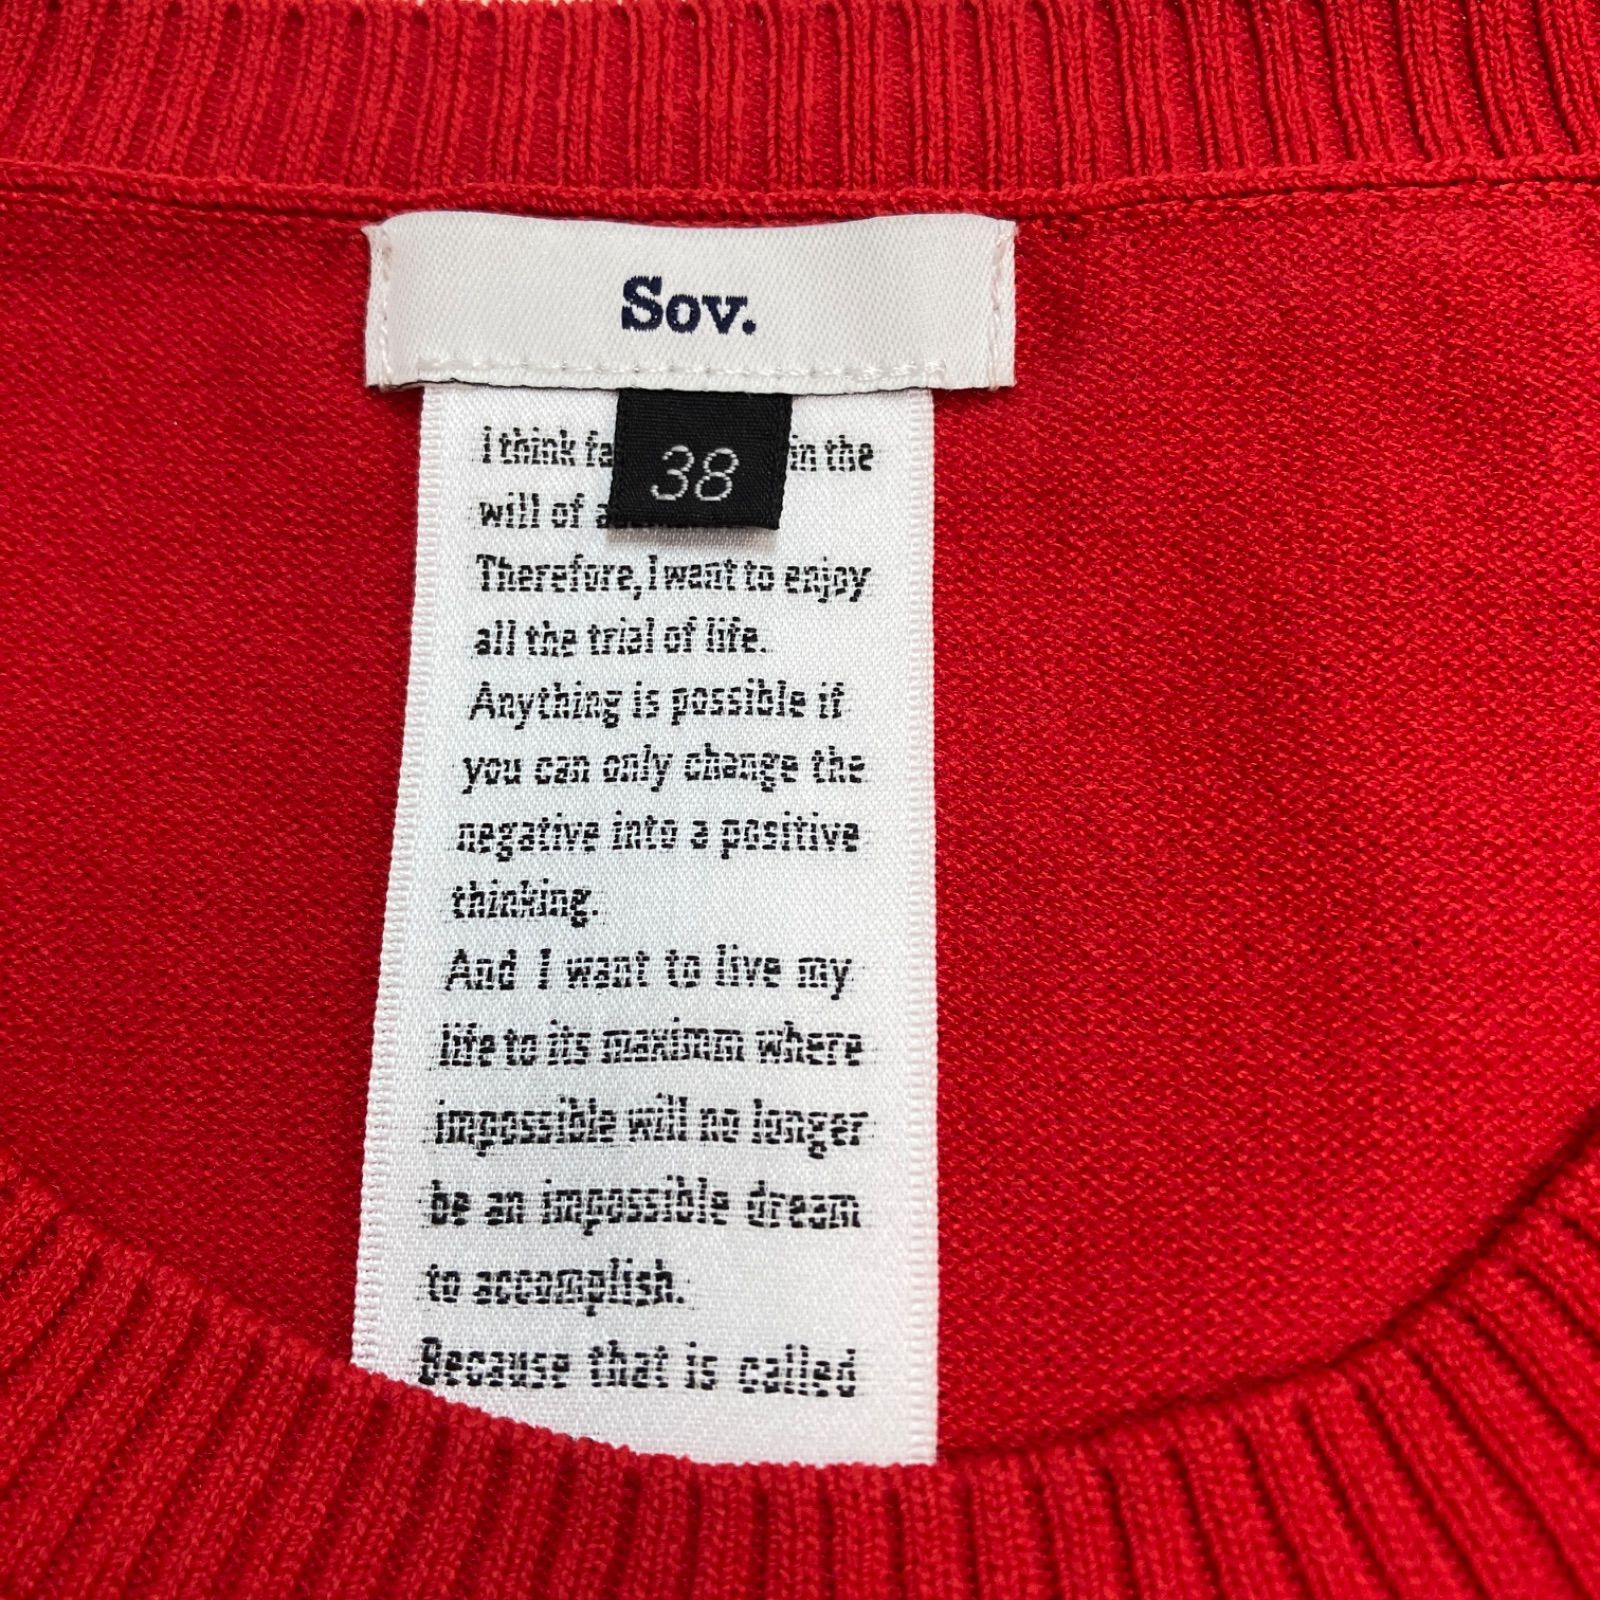 Sov.
38
I think in the
will of
Therefore, I want to enjoy
all the trial of life.
Anything is possible if
you can only change the
negative into a positive
thinking.
And I want to live my
life to its maximm where
impossible will no longer
be an impossible dream
to accomplish.
Because that is called